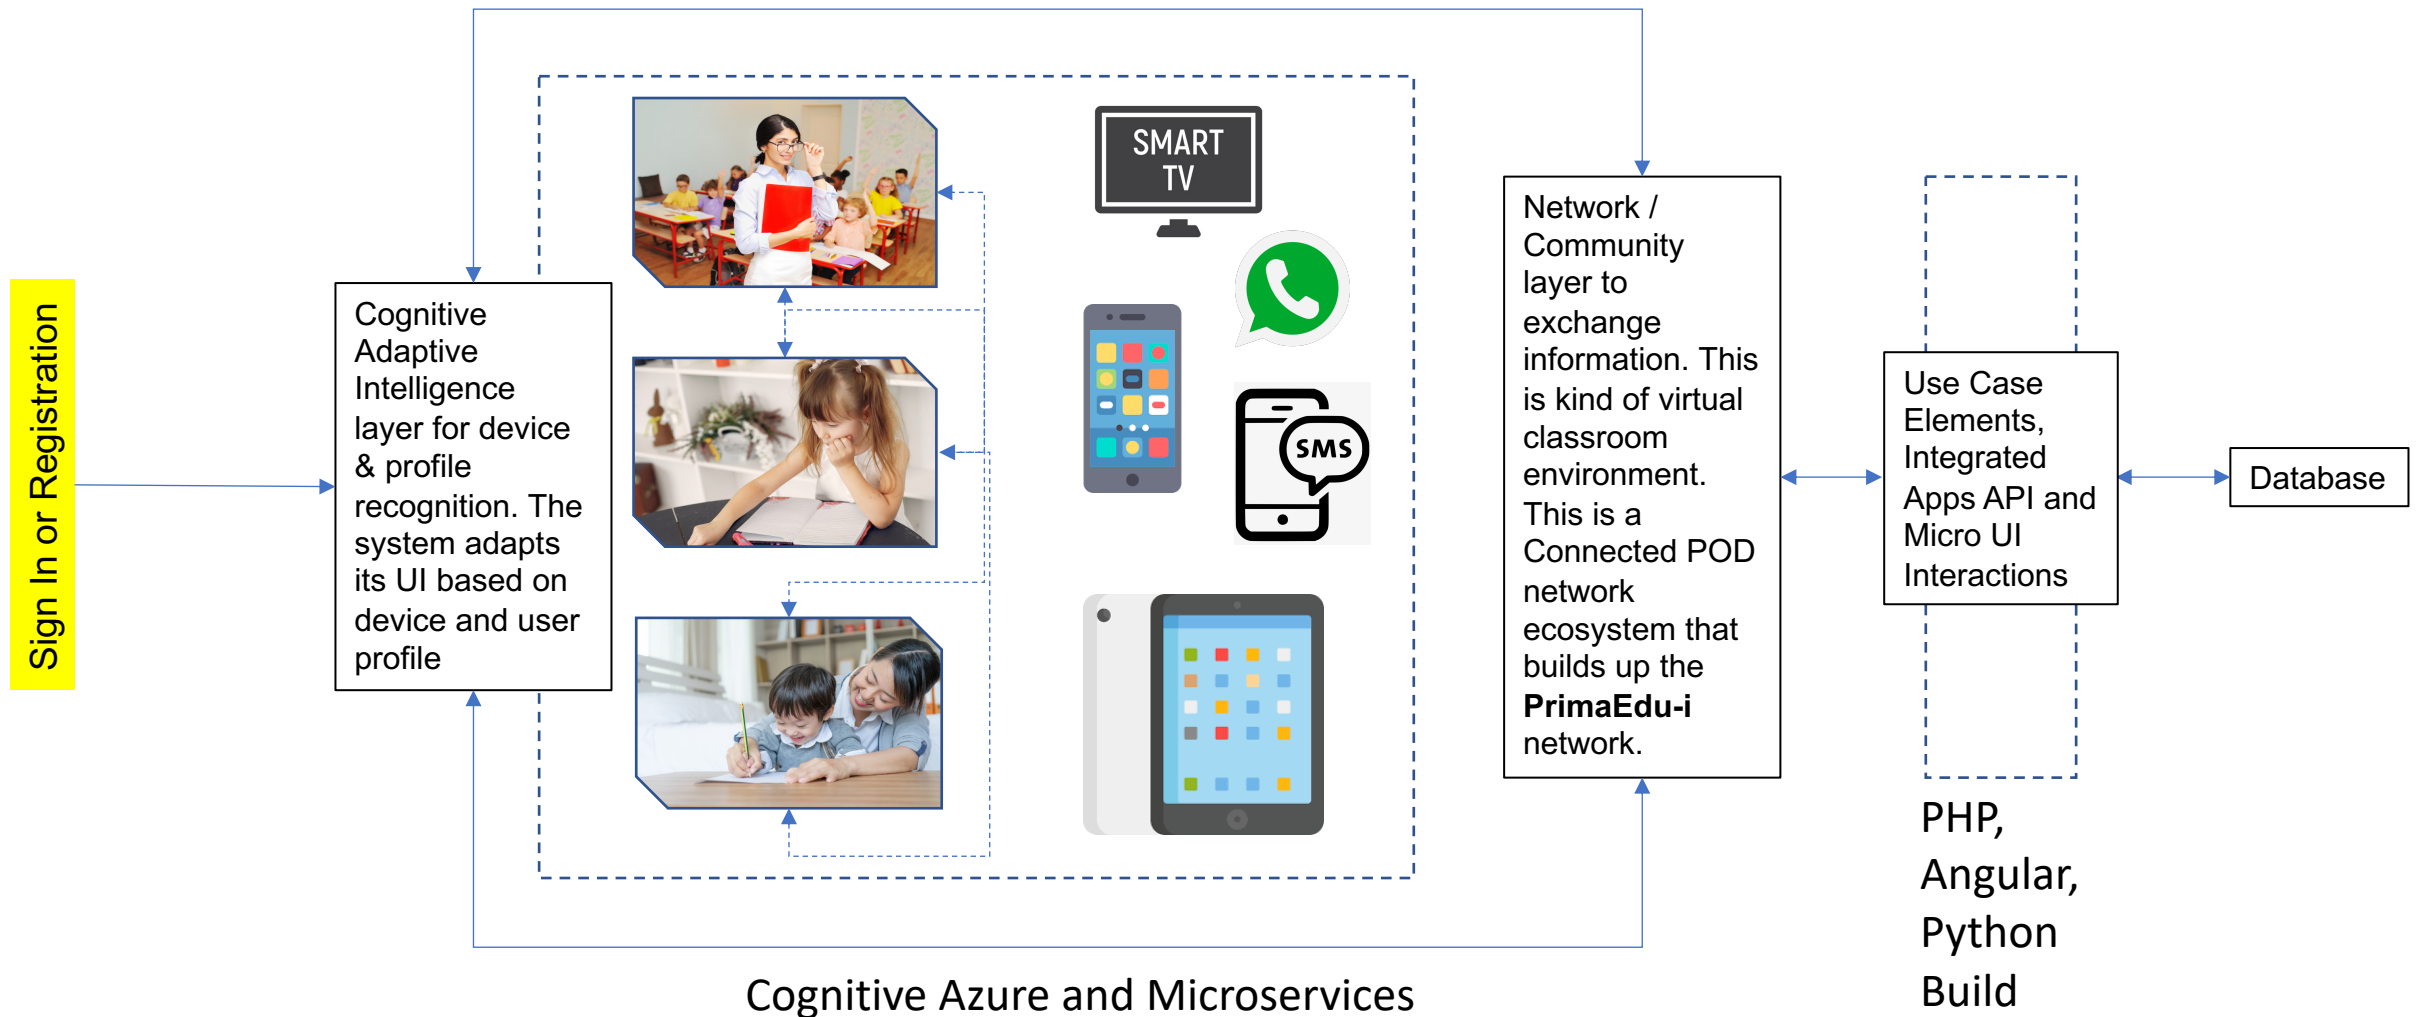 Sign In or Registration
Cognitive
Adaptive
Intelligence
layer for device
& profile
recognition. The
system adapts
its UI based on
device and user
profile
SMART
TV
SMS
Network /
Community
layer to
exchange
information. This
is kind of virtual
classroom
environment.
This is a
Connected POD
network
ecosystem that
builds up the
PrimaEdu-i
network.
Use Case
Elements,
Integrated
Apps API and
Micro UI
Interactions
Database
PHP,
Angular,
Python
Build
Cognitive Azure and Microservices